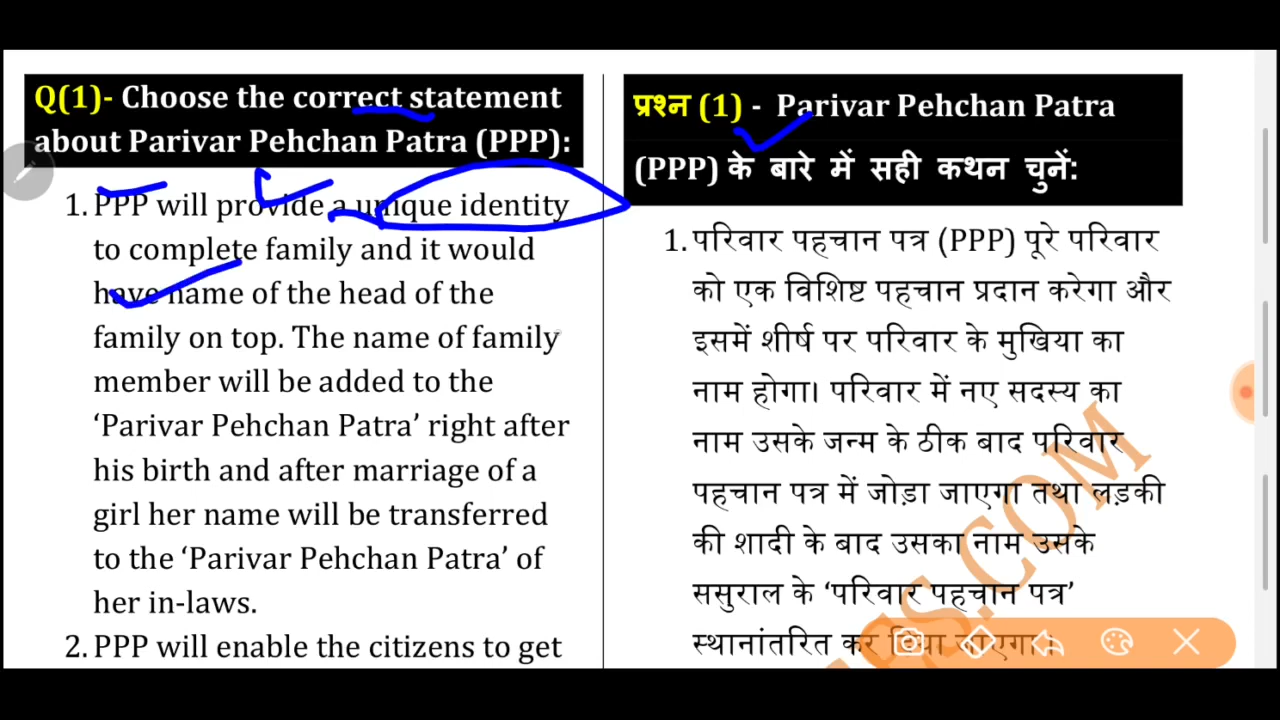 Q(1)- Choose the correct statement
about Parivar Pehchan Patra (PPP):
1. PPP will provide a unique identity
to complete family and it would
have name of the head of the
family on top. The name of family
member will be added to the
‘Parivar Pehchan Patra’ right after
his birth and after marriage of a
girl her name will be transferred
to the ‘Parivar Pehchan Patra’ of
her in-laws.
2. PPP will enable the citizens to get
प्रश्न (1) - Parivar Pehchan Patra
(PPP) के बारे में सही कथन चुनें:
1. परिवार पहचान पत्र (PPP) पूरे परिवार
को एक विशिष्ट पहचान प्रदान करेगा और
इसमें शीर्ष पर परिवार के मुखिया का
नाम होगा। परिवार में नए सदस्य का
नाम उसके जन्म के ठीक बाद परिवार
पहचान पत्र में जोड़ा जाएगा तथा लड़की
की शादी के बाद उसका नाम उसके
ससुराल के ‘परिवार पहचान पत्र’
स्थानांतरित कर दिया जाएगा।